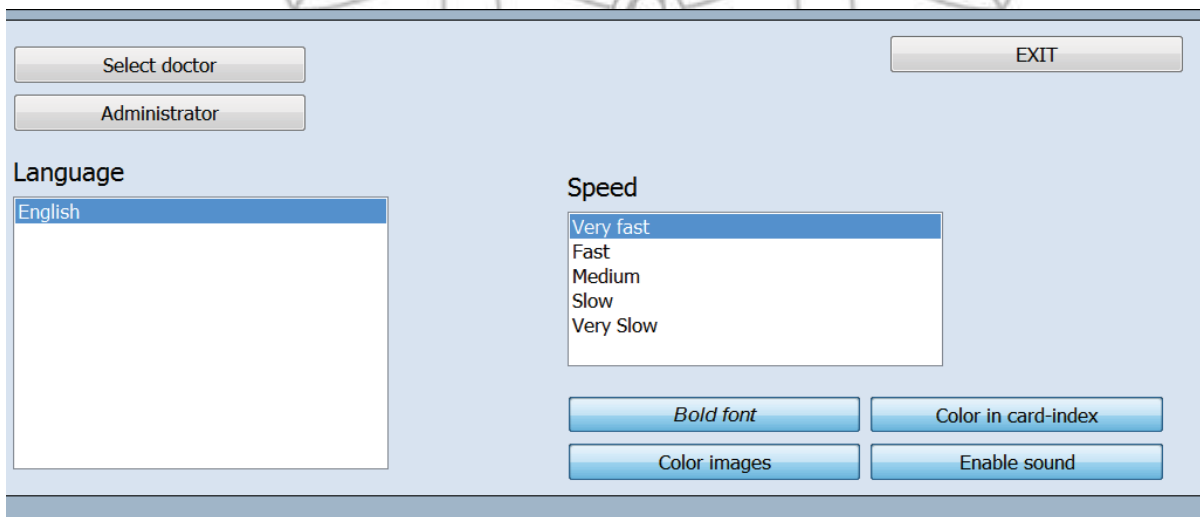 Select doctor
EXIT
Administrator
Language
English
Speed
Very fast
Fast
Medium
Slow
Very Slow
Bold font
Color in card-index
Color images
Enable sound